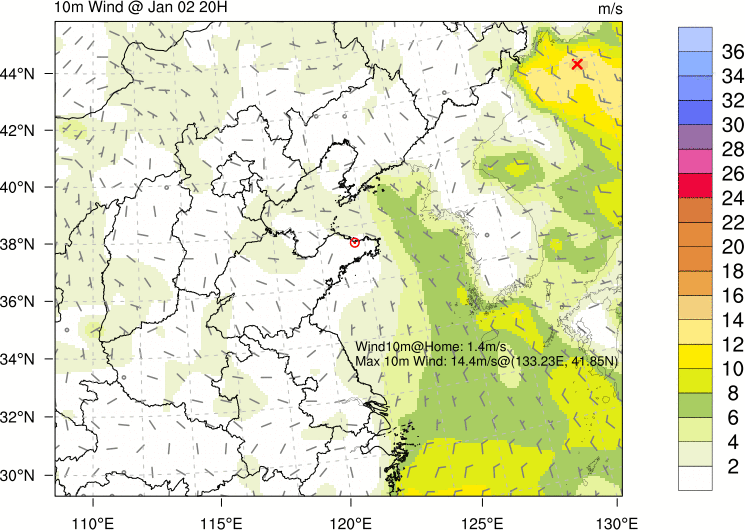 10m Wind @ Jan 02 20H
m/s
44°N
42°N
40°N
38°N
36°N
34°N
32°N
30°N
Wind10m@Home: 1.4m/s
Max 10m Wind: 14.4m/s@(133.23E, 41.85N)
110°E
115°E
120°E
125°E
130°E
36
34
32
30
28
26
24
22
20
18
16
14
12
10
8
6
4
2